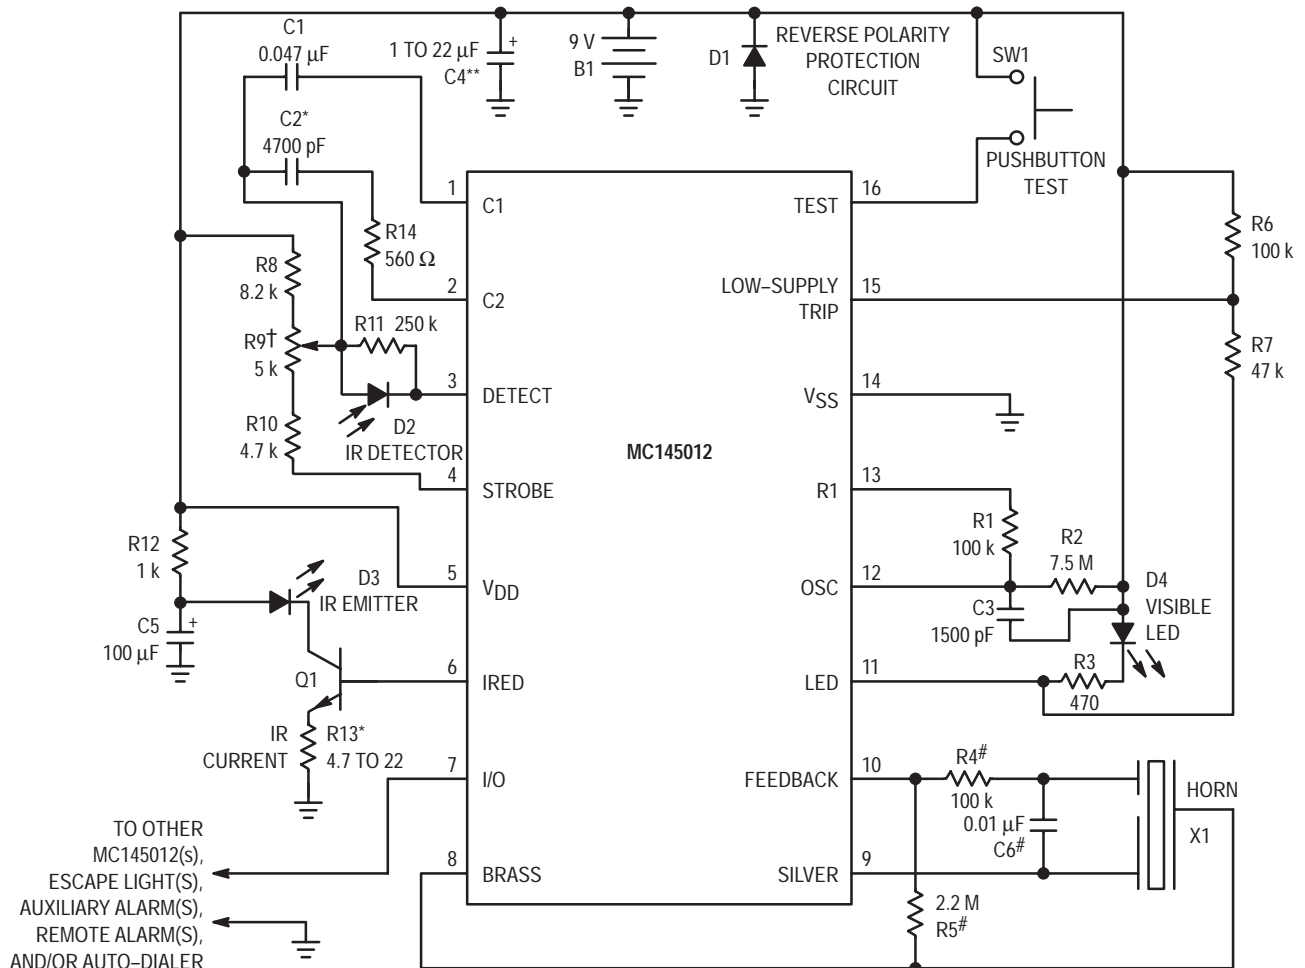 C1
0.047 µF
1 TO 22 µF
+
C4**
9 V
B1
D1
REVERSE POLARITY
PROTECTION
CIRCUIT
SW1
PUSHBUTTON
TEST
C2*
4700 pF
R14
560 Ω
R8
8.2 k
R9†
5 k
R11 250 k
R10
4.7 k
D2
IR DETECTOR
R12
1 k
D3
IR EMITTER
C5
+
100 µF
Q1
IR
CURRENT
R13*
4.7 TO 22
1
C1
2
C2
3
DETECT
4
STROBE
5
VDD
6
IRED
7
I/O
8
BRASS
MC145012
16
TEST
15
LOW–SUPPLY
TRIP
14
VSS
13
R1
12
OSC
11
LED
10
FEEDBACK
9
SILVER
R6
100 k
R7
47 k
R1
100 k
R2
7.5 M
C3
1500 pF
D4
VISIBLE
LED
R3
470
R4#
100 k
0.01 µF
C6#
HORN
X1
2.2 M
R5#
TO OTHER
MC145012(s),
ESCAPE LIGHT(S),
AUXILIARY ALARM(S),
REMOTE ALARM(S),
AND/OR AUTO–DIALER